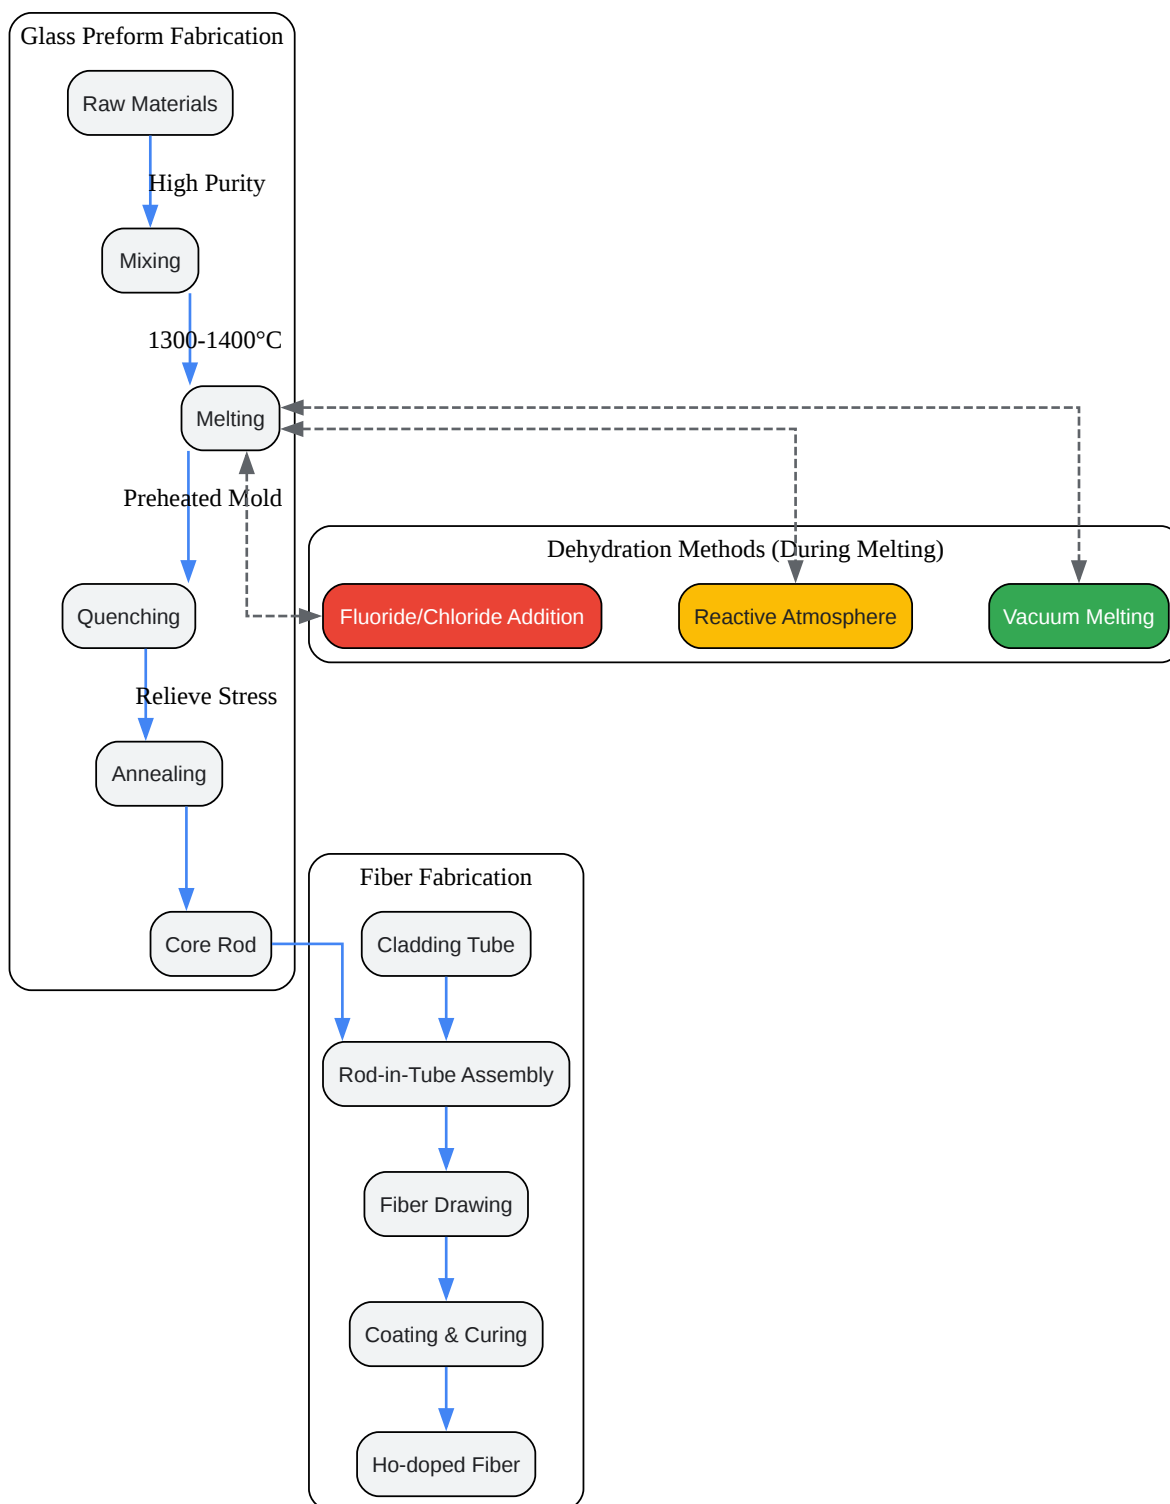 Glass Preform Fabrication
Raw Materials
High Purity
Mixing
1300-1400°C
Melting
Preheated Mold
Quenching
Relieve Stress
Annealing
Core Rod
Dehydration Methods (During Melting)
Fluoride/Chloride Addition
Reactive Atmosphere
Vacuum Melting
Fiber Fabrication
Cladding Tube
Rod-in-Tube Assembly
Fiber Drawing
Coating & Curing
Ho-doped Fiber